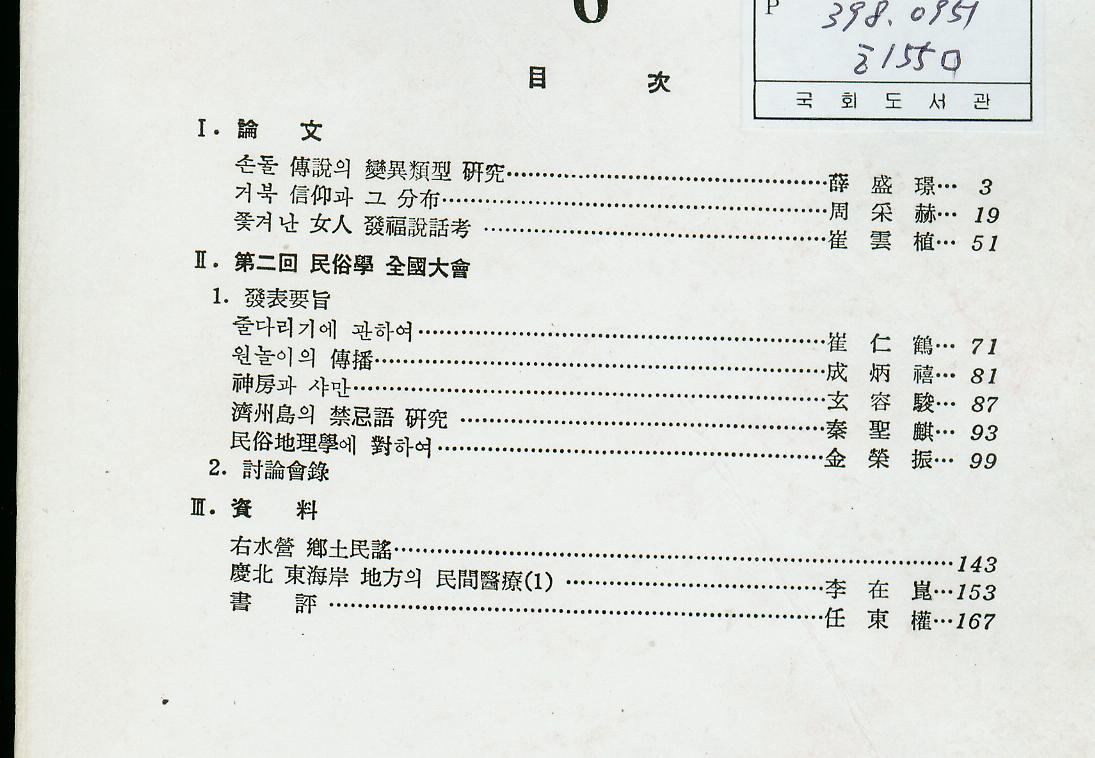 6
P
398.0951
ㅁ155ㅁ
국 회 도 서 관
目 次
Ⅰ. 論 文
손돌 傳說의 變異類型 硏究……薛 盛 璟… 3
거북 信仰과 그 分布……周 采 赫… 19
쫓겨난 女人 發福說話考 ……崔 雲 植… 51
Ⅱ. 第二回 民俗學 全國大會
1. 發表要旨
줄다리기에 관하여……崔 仁 鶴… 71
원놀이의 傳播……成 炳 禧… 81
神房과 샤만……玄 容 駿… 87
濟州島의 禁忌語 硏究 ……秦 聖 麒… 93
民俗地理學에 對하여……金 榮 振… 99
2. 討論會錄
Ⅲ. 資 料
右水營 鄕土民謠……143
慶北 東海岸 地方의 民間醫療(1) ……李 在 崑…153
書 評 ……任 東 權…167